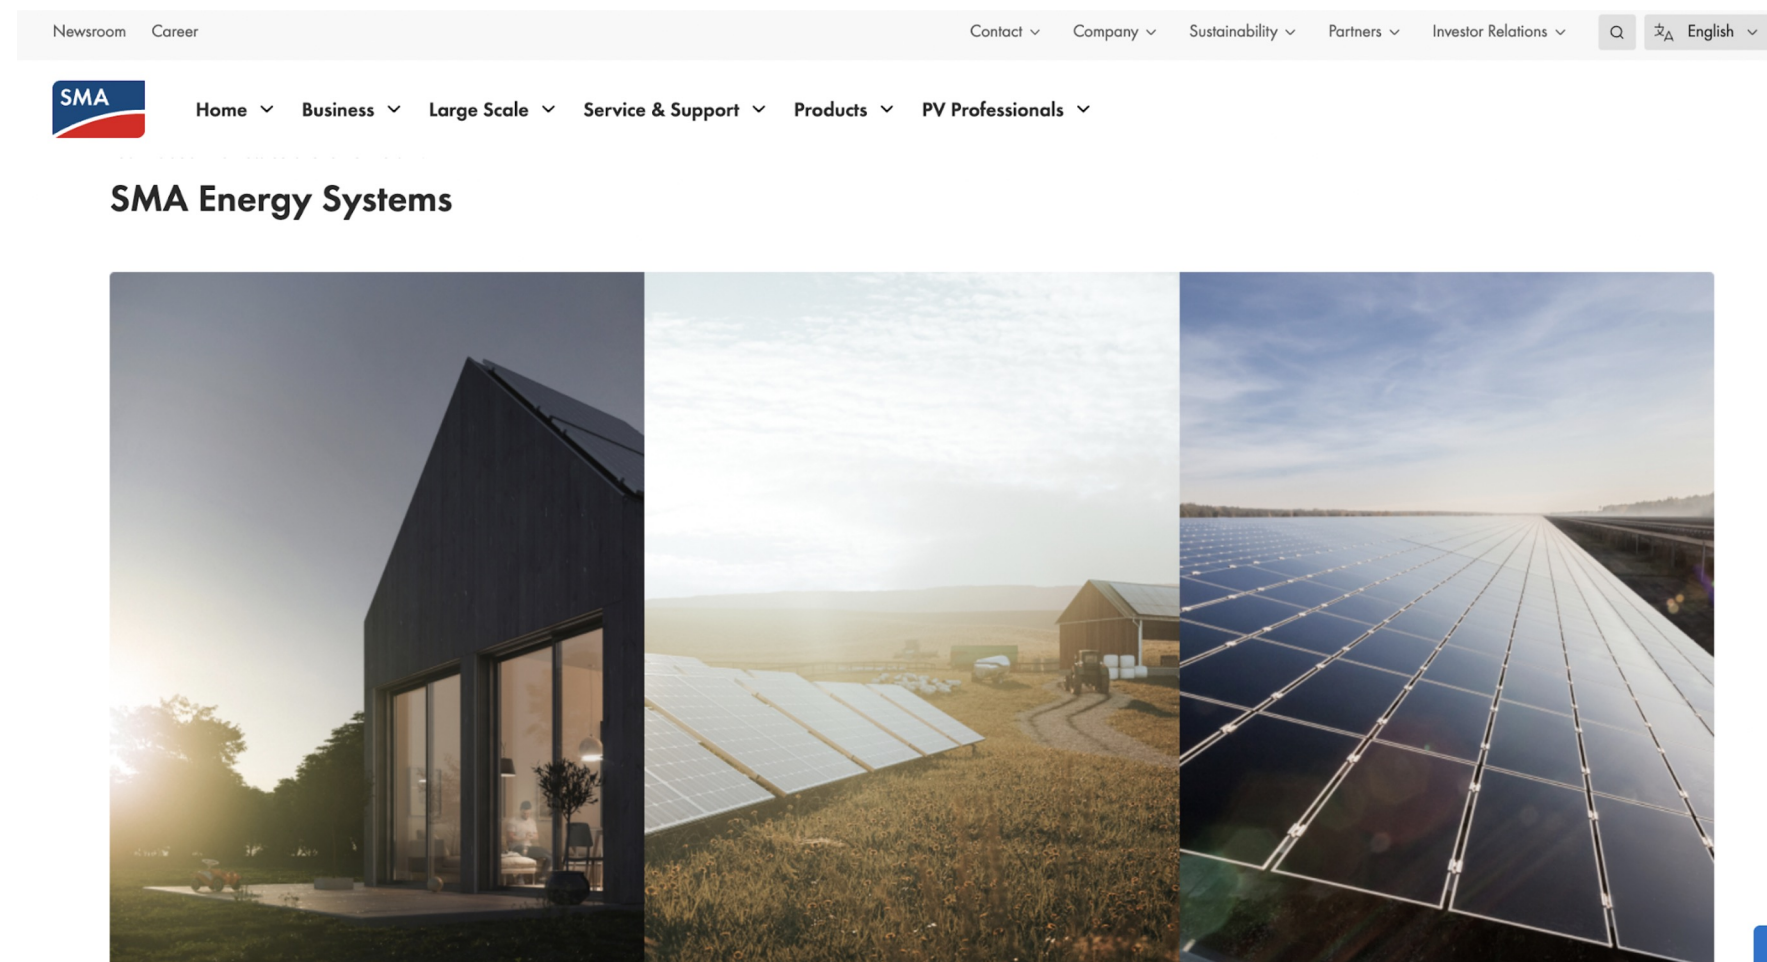 Newsroom Career Contact Company Sustainability Partners Investor Relations English
SMA Home Business Large Scale Service & Support Products PV Professionals
SMA Energy Systems